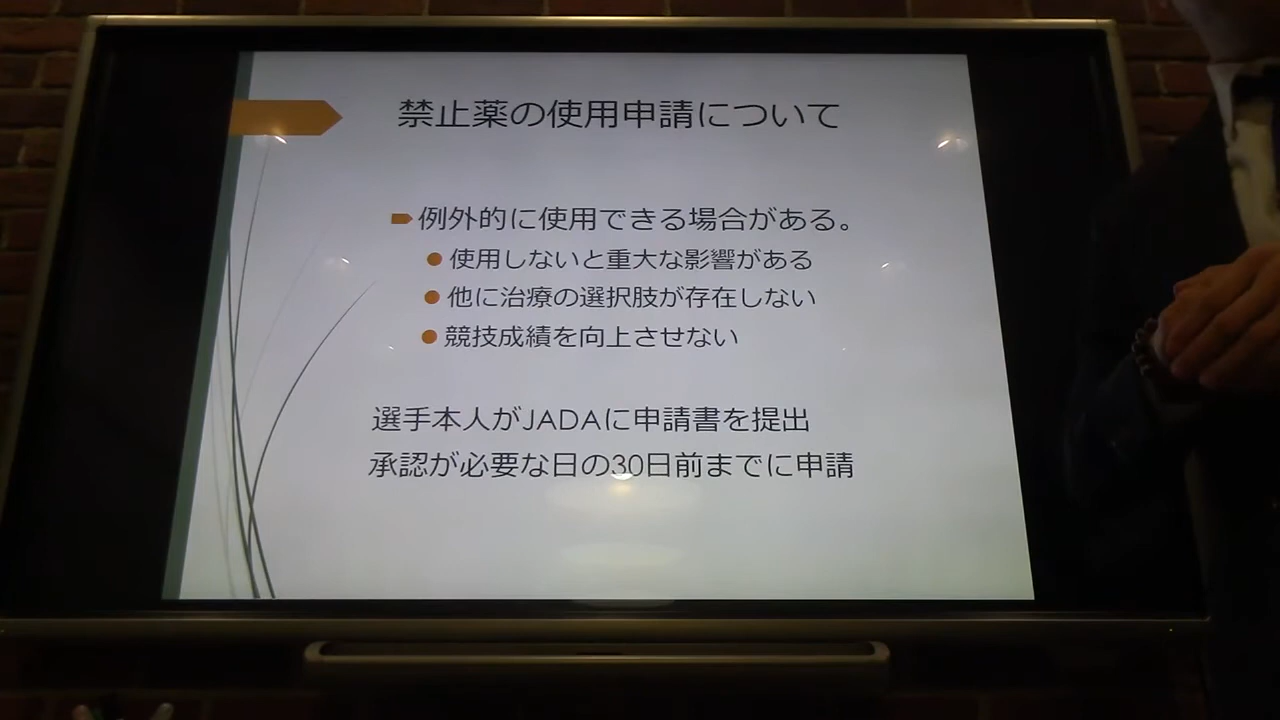 禁止薬の使用申請について
例外的に使用できる場合がある。
使用しないと重大な影響がある
他に治療の選択肢が存在しない
競技成績を向上させない
選手本人がJADAに申請書を提出
承認が必要な日の30日前までに申請